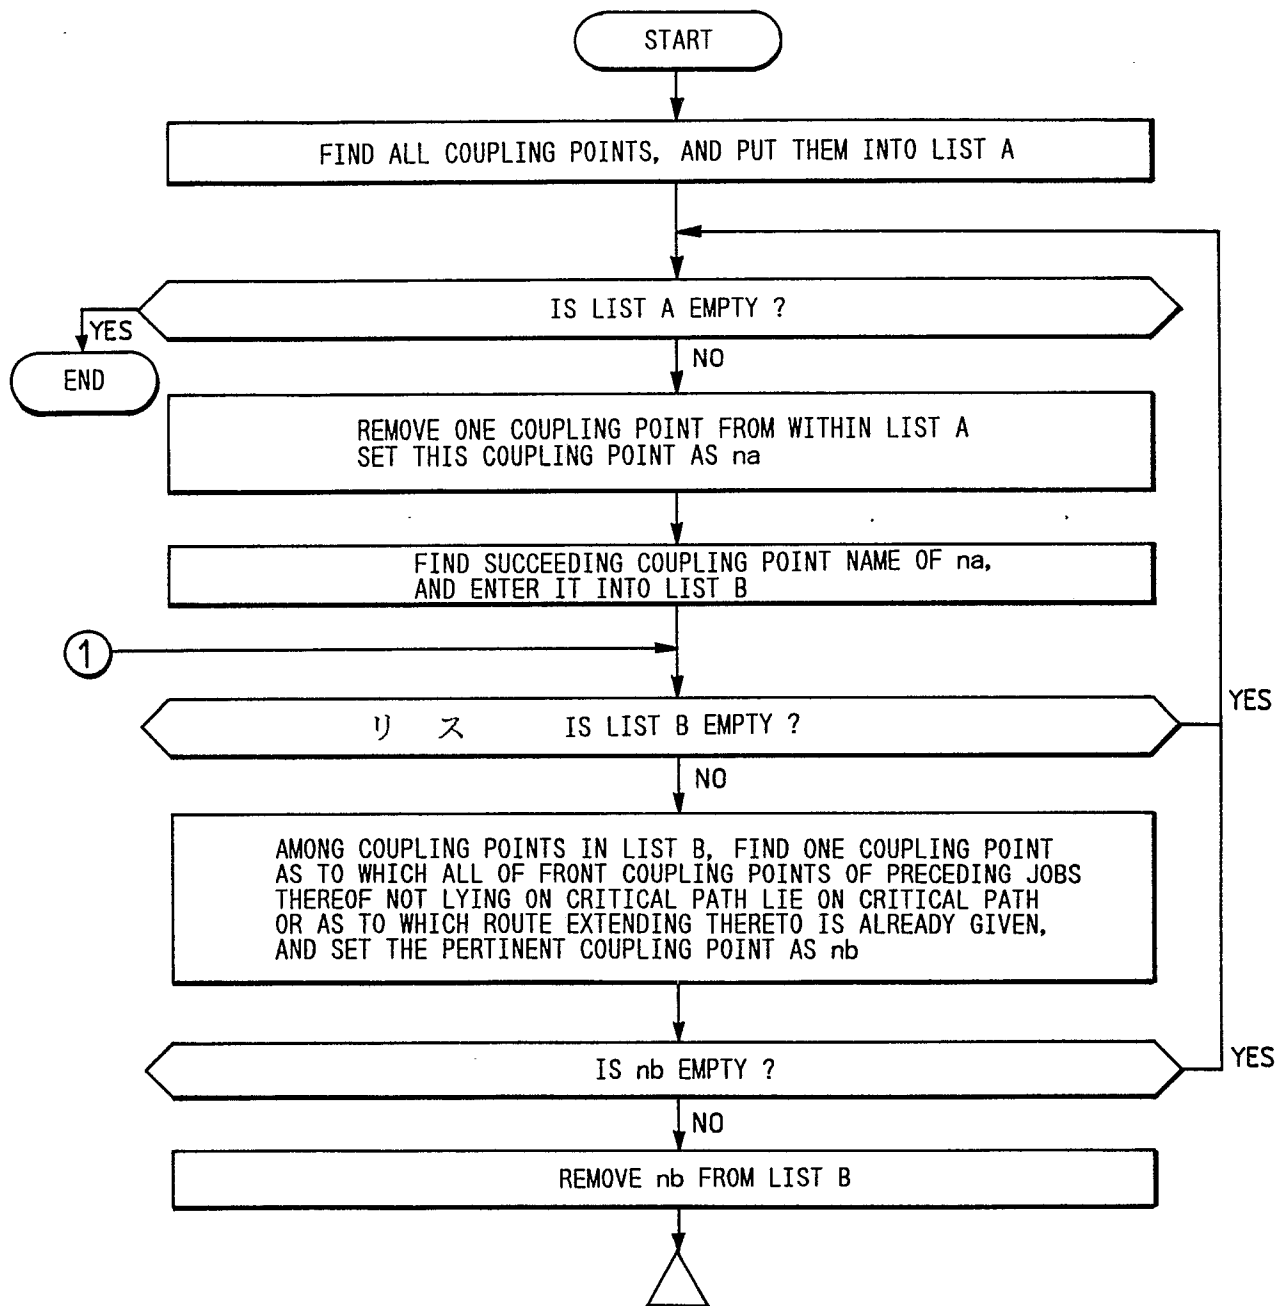 START
FIND ALL COUPLING POINTS, AND PUT THEM INTO LIST A
IS LIST A EMPTY ?
YES
END
NO
REMOVE ONE COUPLING POINT FROM WITHIN LIST A
SET THIS COUPLING POINT AS na
FIND SUCCEEDING COUPLING POINT NAME OF na,
AND ENTER IT INTO LIST B
1
リ ス IS LIST B EMPTY ?
YES
NO
AMONG COUPLING POINTS IN LIST B, FIND ONE COUPLING POINT
AS TO WHICH ALL OF FRONT COUPLING POINTS OF PRECEDING JOBS
THEREOF NOT LYING ON CRITICAL PATH LIE ON CRITICAL PATH
OR AS TO WHICH ROUTE EXTENDING THERETO IS ALREADY GIVEN,
AND SET THE PERTINENT COUPLING POINT AS nb
IS nb EMPTY ?
YES
NO
REMOVE nb FROM LIST B